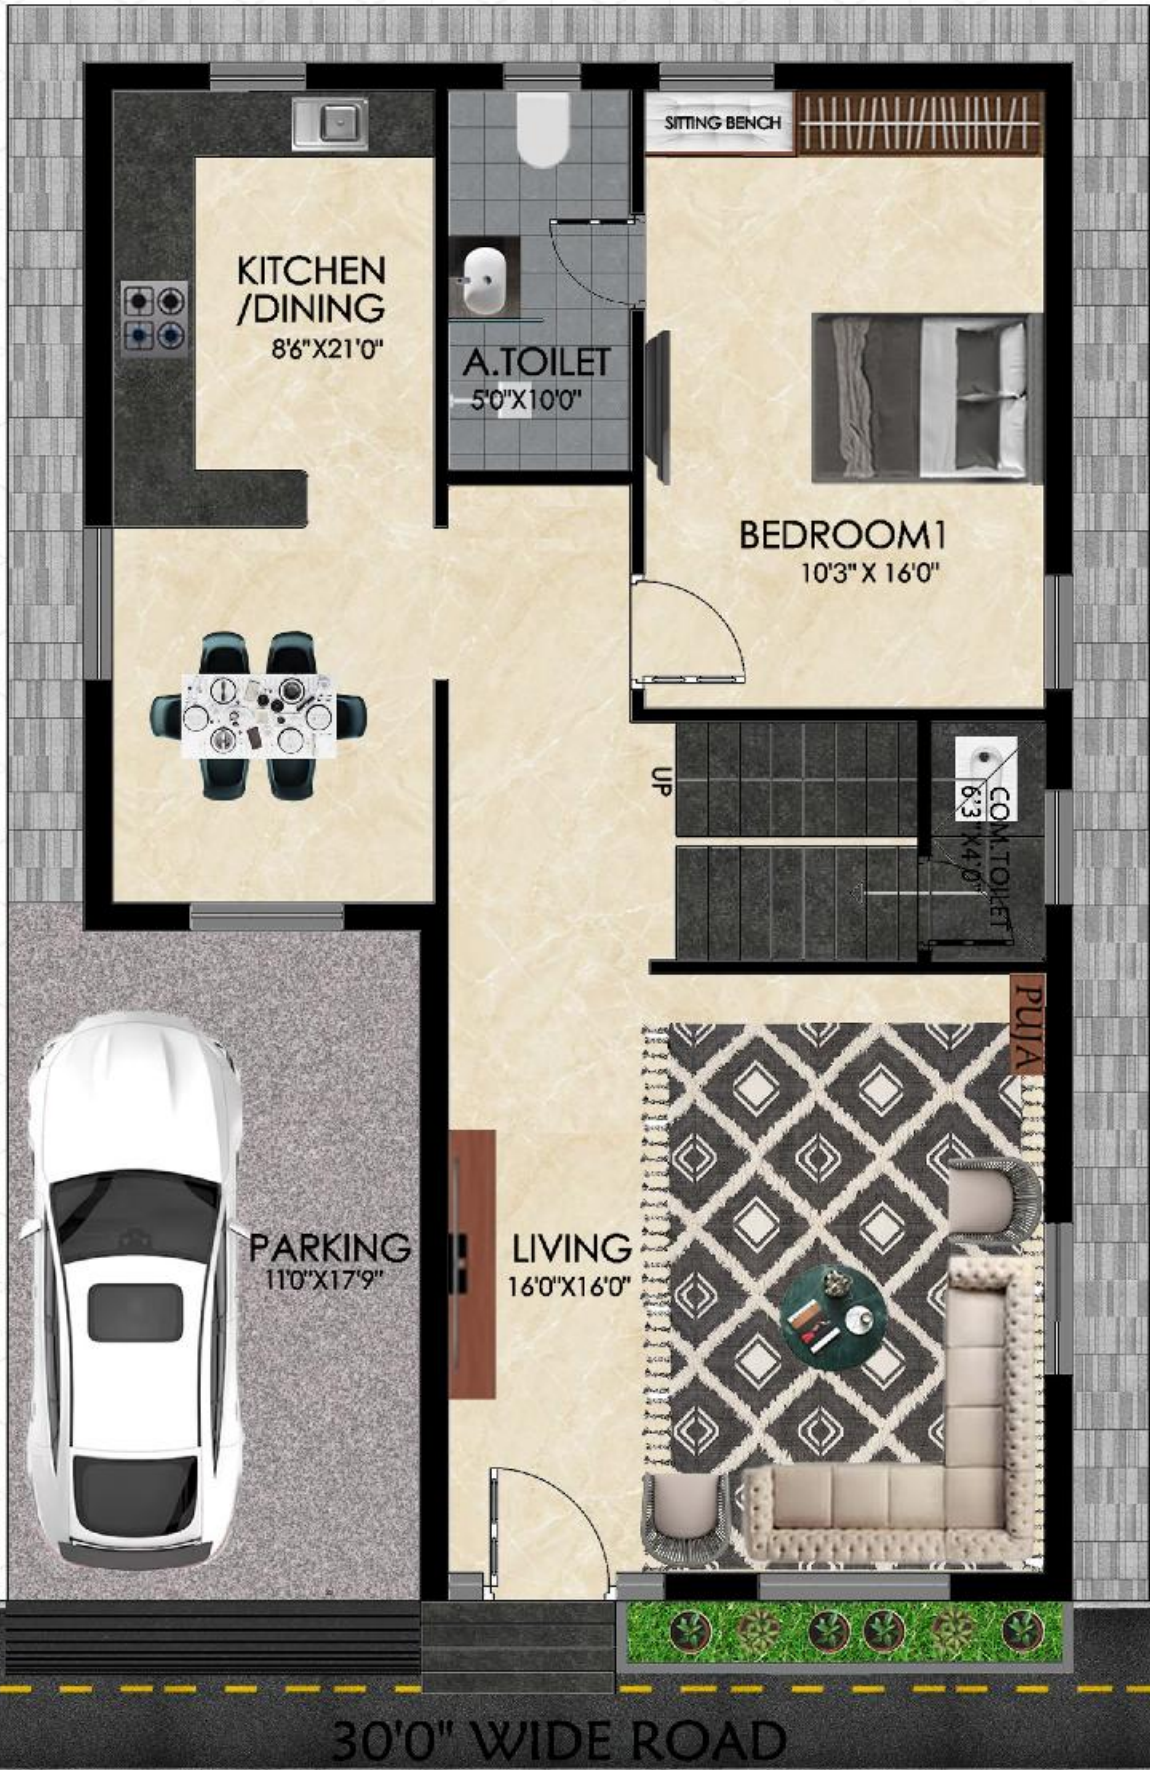 SITTING BENCH
KITCHEN
/DINING
8'6"X21'0"
A.TOILET
5'0"X10'0"
BEDROOM1
10'3" X 16'0"
UP
COM.TOILET
6'3"X4'0"
PUJA
PARKING
11'0"X17'9"
LIVING
16'0"X16'0"
30'0" WIDE ROAD